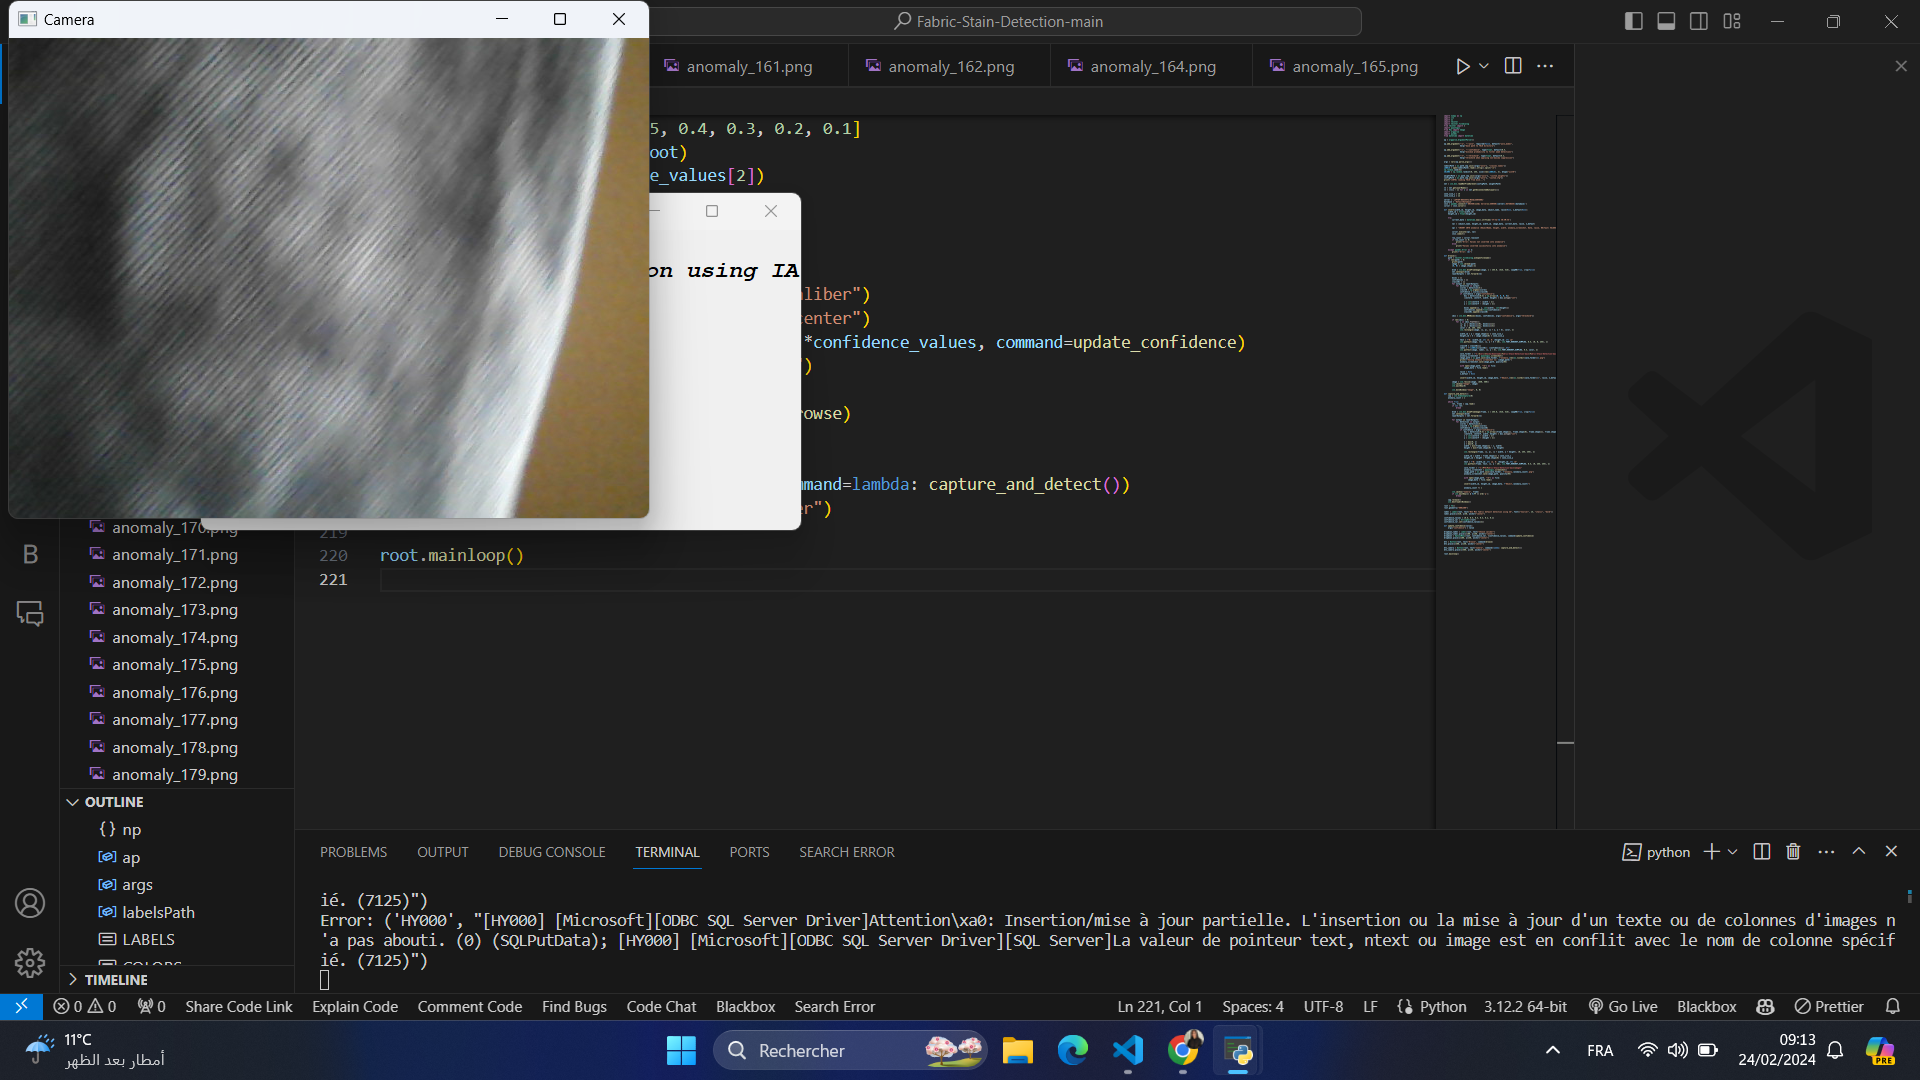 Camera
Fabric-Stain-Detection-main
anomaly_161.png
anomaly_162.png
anomaly_164.png
anomaly_165.png
5, 0.4, 0.3, 0.2, 0.1]
oot)
e_values[2])
on using IA
liber")
enter")
*confidence_values, command=update_confidence)
)
rowse)
mmand=lambda: capture_and_detect())
r")
219
220 root.mainloop()
221
B
anomaly_170.png
anomaly_171.png
anomaly_172.png
anomaly_173.png
anomaly_174.png
anomaly_175.png
anomaly_176.png
anomaly_177.png
anomaly_178.png
anomaly_179.png
OUTLINE
{} np
ap
args
labelsPath
LABELS
COLORS
TIMELINE
PROBLEMS OUTPUT DEBUG CONSOLE TERMINAL PORTS SEARCH ERROR
python
ié. (7125)")
Error: ('HY000', "[HY000] [Microsoft][ODBC SQL Server Driver]Attention\xa0: Insertion/mise à jour partielle. L'insertion ou la mise à jour d'un texte ou de colonnes d'images n
'a pas abouti. (0) (SQLPutData); [HY000] [Microsoft][ODBC SQL Server Driver][SQL Server]La valeur de pointeur text, ntext ou image est en conflit avec le nom de colonne spécif
ié. (7125)")
0 0 0 Share Code Link Explain Code Comment Code Find Bugs Code Chat Blackbox Search Error
Ln 221, Col 1 Spaces: 4 UTF-8 LF {} Python 3.12.2 64-bit Go Live Blackbox Prettier
11°C
أمطار بعد الظهر
Rechercher
FRA
09:13
24/02/2024
PRE